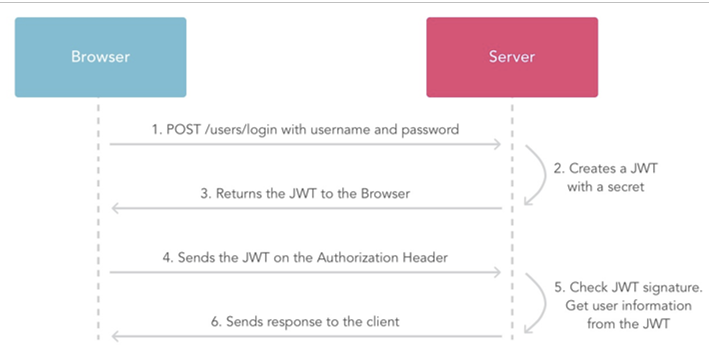 Browser
Server
1. POST /users/login with username and password
2. Creates a JWT
with a secret
3. Returns the JWT to the Browser
4. Sends the JWT on the Authorization Header
5. Check JWT signature.
Get user information
from the JWT
6. Sends response to the client